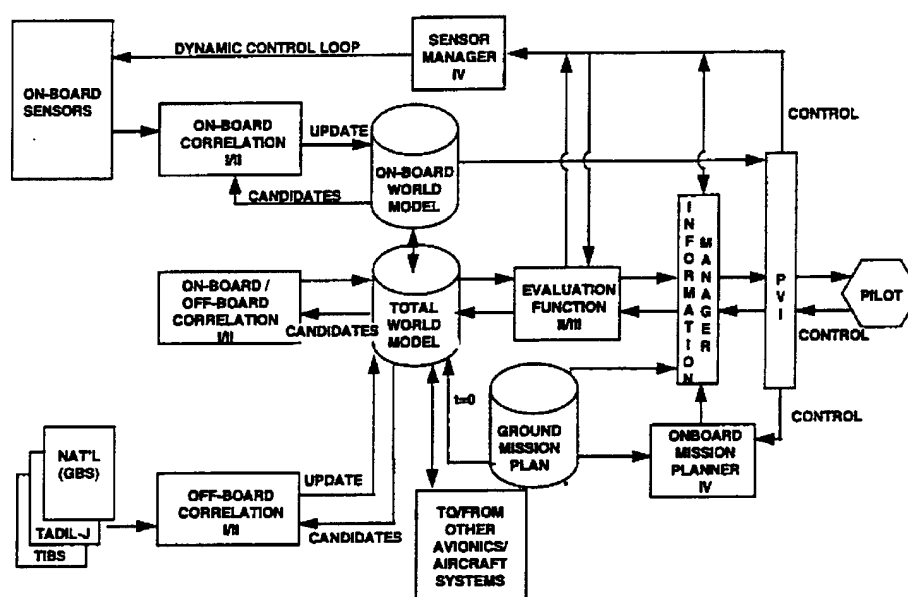 DYNAMIC CONTROL LOOP
SENSOR
MANAGER
IV
ON-BOARD
SENSORS
CONTROL
ON-BOARD
CORRELATION
I/II
UPDATE
CANDIDATES
ON-BOARD
WORLD
MODEL
ON-BOARD /
OFF-BOARD
CORRELATION
I/II
CANDIDATES
TOTAL
WORLD
MODEL
EVALUATION
FUNCTION
II/III
INFORMATION
MANAGER
PVI
PILOT
CONTROL
t=0
GROUND
MISSION
PLAN
ONBOARD
MISSION
PLANNER
IV
CONTROL
NAT'L
(GBS)
TADIL-J
TIBS
OFF-BOARD
CORRELATION
I/II
UPDATE
CANDIDATES
TO/FROM
OTHER
AVIONICS/
AIRCRAFT
SYSTEMS